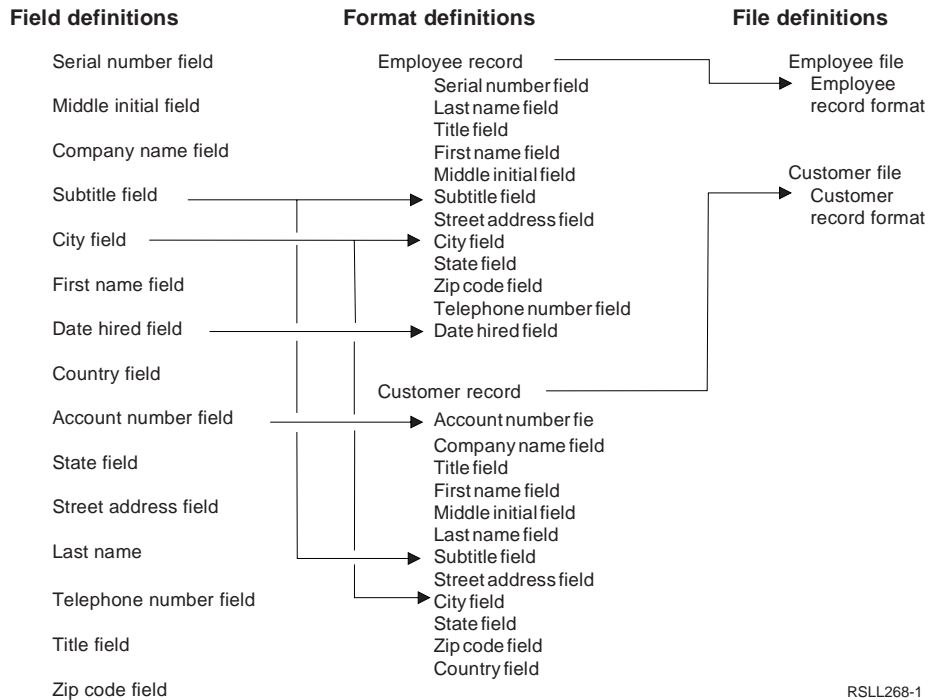 Field definitions
Format definitions
File definitions
Serial number field
Middle initial field
Company name field
Subtitle field
City field
First name field
Date hired field
Country field
Account number field
State field
Street address field
Last name
Telephone number field
Title field
Zip code field
Employee record
Serial number field
Last name field
Title field
First name field
Middle initial field
Subtitle field
Street address field
City field
State field
Zip code field
Telephone number field
Date hired field
Customer record
Account number fie
Company name field
Title field
First name field
Middle initial field
Last name field
Subtitle field
Street address field
City field
State field
Zip code field
Country field
Employee file
Employee
record format
Customer file
Customer
record format
RSLL268-1